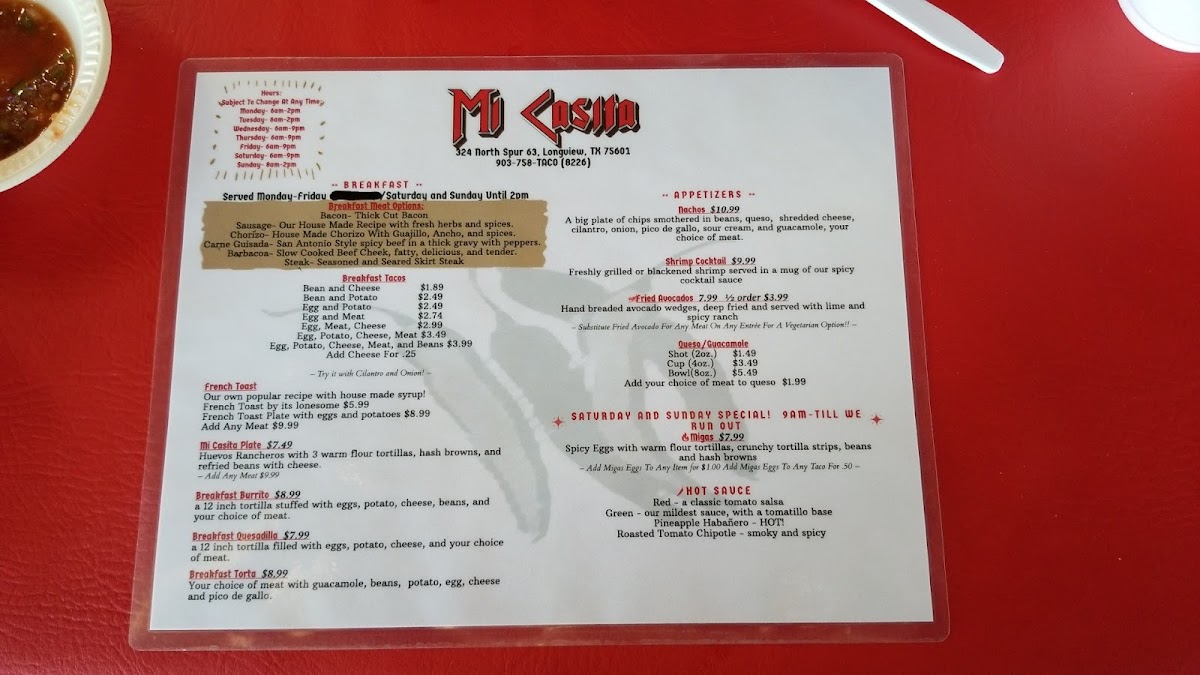 Hours:
Subject To Change At Any Time
Monday- 6am-2pm
Tuesday- 6am-2pm
Wednesday- 6am-9pm
Thursday- 6am-9pm
Friday- 6am-9pm
Saturday- 6am-9pm
Sunday- 8am-2pm
Mi Casita
324 North Spur 63, Longview, TX 75601
903-758-TACO (8226)
-- BREAKFAST --
Served Monday-Friday /Saturday and Sunday Until 2pm
Breakfast Meat Options:
Bacon- Thick Cut Bacon
Sausage- Our House Made Recipe with fresh herbs and spices.
Chorizo- House Made Chorizo With Guajillo, Ancho, and spices.
Carne Guisada- San Antonio Style spicy beef in a thick gravy with peppers.
Barbacoa- Slow Cooked Beef Cheek, fatty, delicious, and tender.
Steak- Seasoned and Seared Skirt Steak
Breakfast Tacos
Bean and Cheese $1.89
Bean and Potato $2.49
Egg and Potato $2.49
Egg and Meat $2.74
Egg, Meat, Cheese $2.99
Egg, Potato, Cheese, Meat $3.49
Egg, Potato, Cheese, Meat, and Beans $3.99
Add Cheese For .25
– Try it with Cilantro and Onion! –
French Toast
Our own popular recipe with house made syrup!
French Toast by its lonesome $5.99
French Toast Plate with eggs and potatoes $8.99
Add Any Meat $9.99
Mi Casita Plate $7.49
Huevos Rancheros with 3 warm flour tortillas, hash browns, and
refried beans with cheese.
– Add Any Meat $9.99
Breakfast Burrito $8.99
a 12 inch tortilla stuffed with eggs, potato, cheese, beans, and
your choice of meat.
Breakfast Quesadilla $7.99
a 12 inch tortilla filled with eggs, potato, cheese, and your choice
of meat.
Breakfast Torta $8.99
Your choice of meat with guacamole, beans, potato, egg, cheese
and pico de gallo.
-- APPETIZERS --
Nachos $10.99
A big plate of chips smothered in beans, queso, shredded cheese,
cilantro, onion, pico de gallo, sour cream, and guacamole, your
choice of meat.
Shrimp Cocktail $9.99
Freshly grilled or blackened shrimp served in a mug of our spicy
cocktail sauce
Fried Avocados 7.99 ½ order $3.99
Hand breaded avocado wedges, deep fried and served with lime and
spicy ranch
– Substitute Fried Avocado For Any Meat On Any Entrée For A Vegetarian Option!! –
Queso/Guacamole
Shot (2oz.) $1.49
Cup (4oz.) $3.49
Bowl(8oz.) $5.49
Add your choice of meat to queso $1.99
SATURDAY AND SUNDAY SPECIAL! 9AM-TILL WE
RUN OUT
Migas $7.99
Spicy Eggs with warm flour tortillas, crunchy tortilla strips, beans
and hash browns
– Add Migas Eggs To Any Item for $1.00 Add Migas Eggs To Any Taco For .50 –
HOT SAUCE
Red - a classic tomato salsa
Green - our mildest sauce, with a tomatillo base
Pineapple Habañero - HOT!
Roasted Tomato Chipotle - smoky and spicy